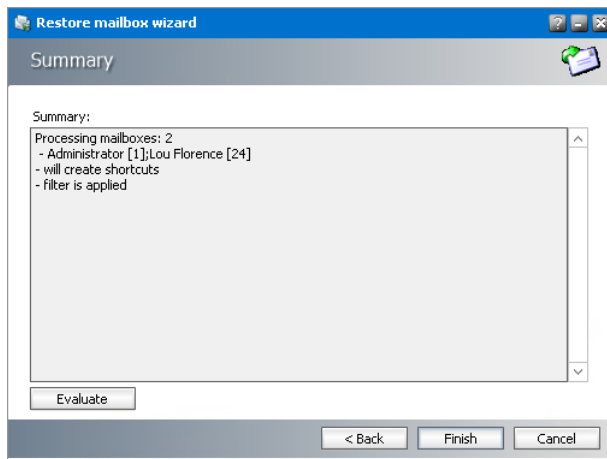 Restore mailbox wizard
Summary
Summary:
Processing mailboxes: 2
- Administrator [1];Lou Florence [24]
- will create shortcuts
- filter is applied
Evaluate
< Back Finish Cancel